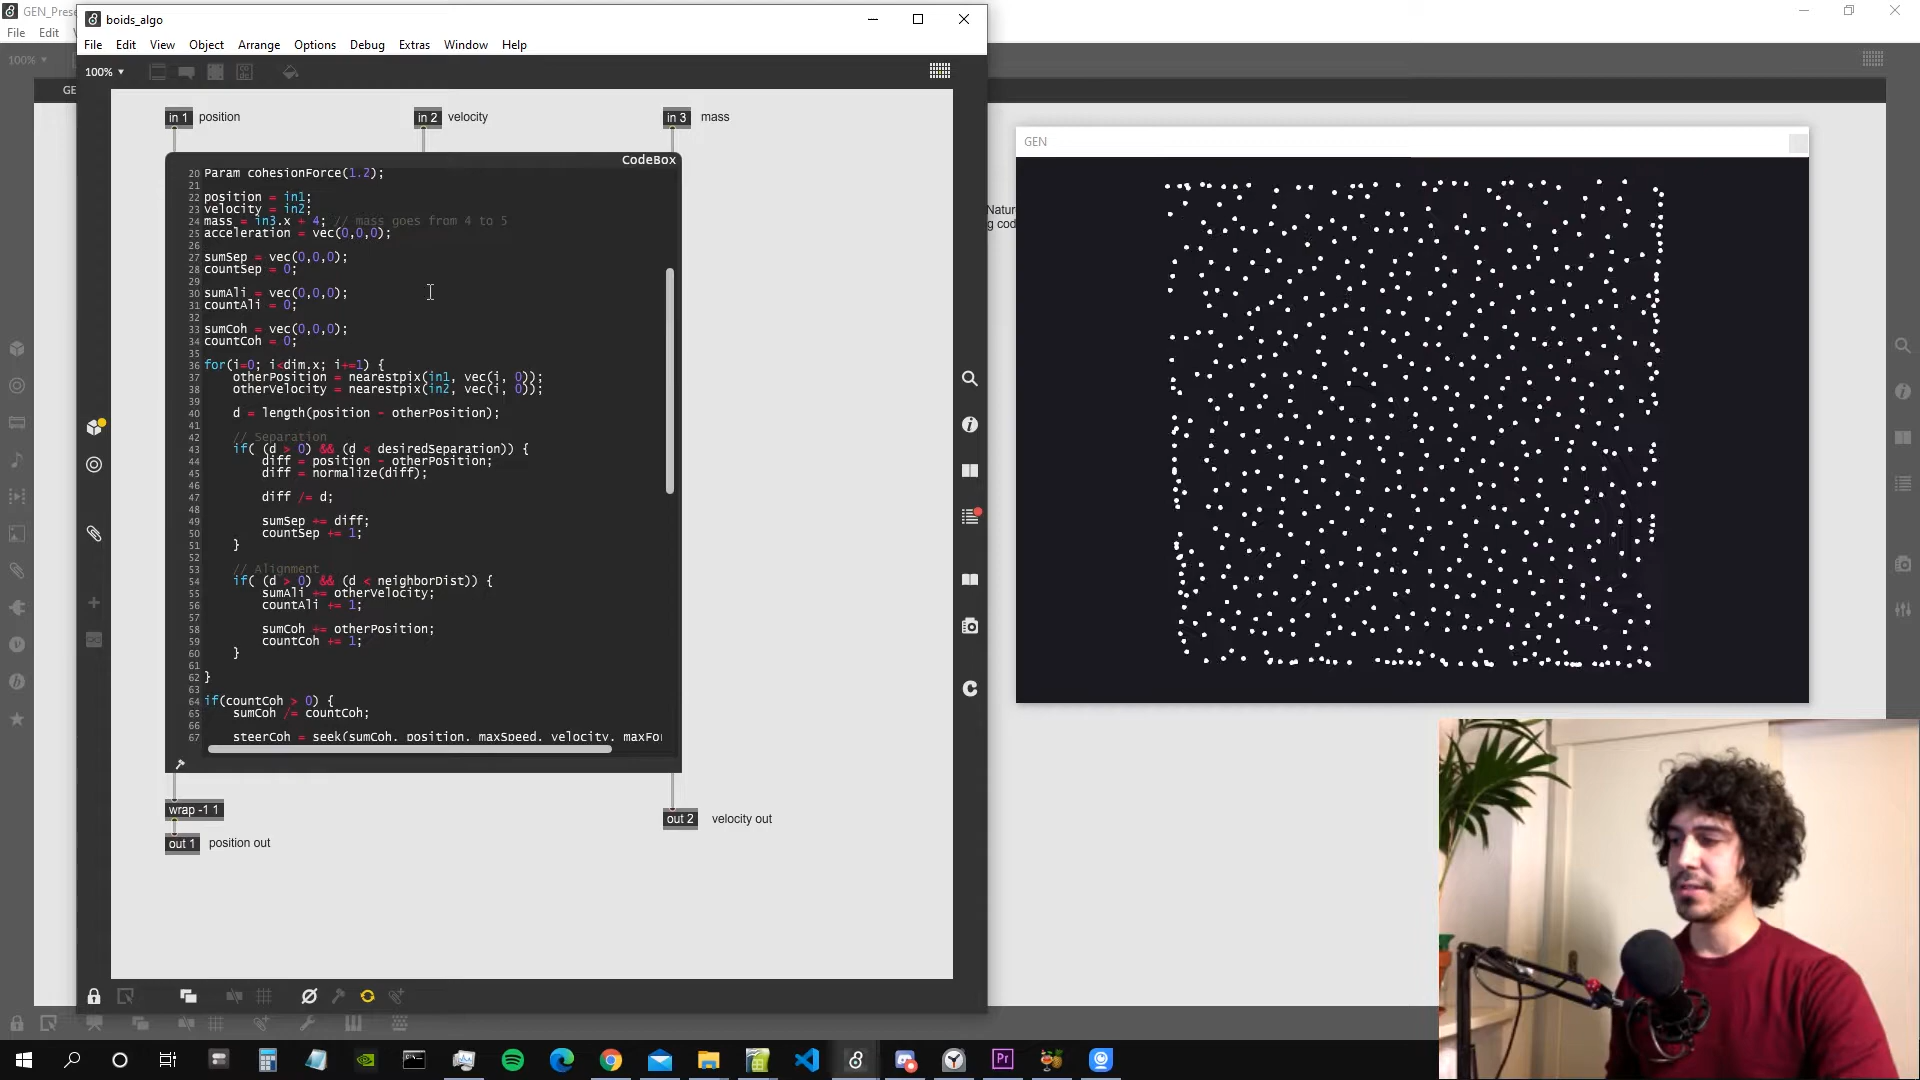 GEN_Prese
File Edit
100%
GE
boids_algo
File Edit View Object Arrange Options Debug Extras Window Help
100%
in 1 position
in 2 velocity
in 3 mass
CodeBox
20 Param cohesionForce(1.2);
21
22 position = in1;
23 velocity = in2;
24 mass = in3.x + 4; // mass goes from 4 to 5
25 acceleration = vec(0,0,0);
26
27 sumSep = vec(0,0,0);
28 countSep = 0;
29
30 sumAli = vec(0,0,0);
31 countAli = 0;
32
33 sumCoh = vec(0,0,0);
34 countCoh = 0;
35
36 for(i=0; i<dim.x; i+=1) {
37 otherPosition = nearestpix(in1, vec(i, 0));
38 otherVelocity = nearestpix(in2, vec(i, 0));
39
40 d = length(position - otherPosition);
41
42 // Separation
43 if( (d > 0) && (d < desiredSeparation)) {
44 diff = position - otherPosition;
45 diff = normalize(diff);
46
47 diff /= d;
48
49 sumSep += diff;
50 countSep += 1;
51 }
52
53 // Alignment
54 if( (d > 0) && (d < neighborDist)) {
55 sumAli += otherVelocity;
56 countAli += 1;
57
58 sumCoh += otherPosition;
59 countCoh += 1;
60 }
61
62 }
63
64 if(countCoh > 0) {
65 sumCoh /= countCoh;
66
67 steerCoh = seek(sumCoh, position, maxSpeed, velocity, maxFo
wrap -1 1
out 1 position out
out 2 velocity out
Natur
g cod
GEN
Pr